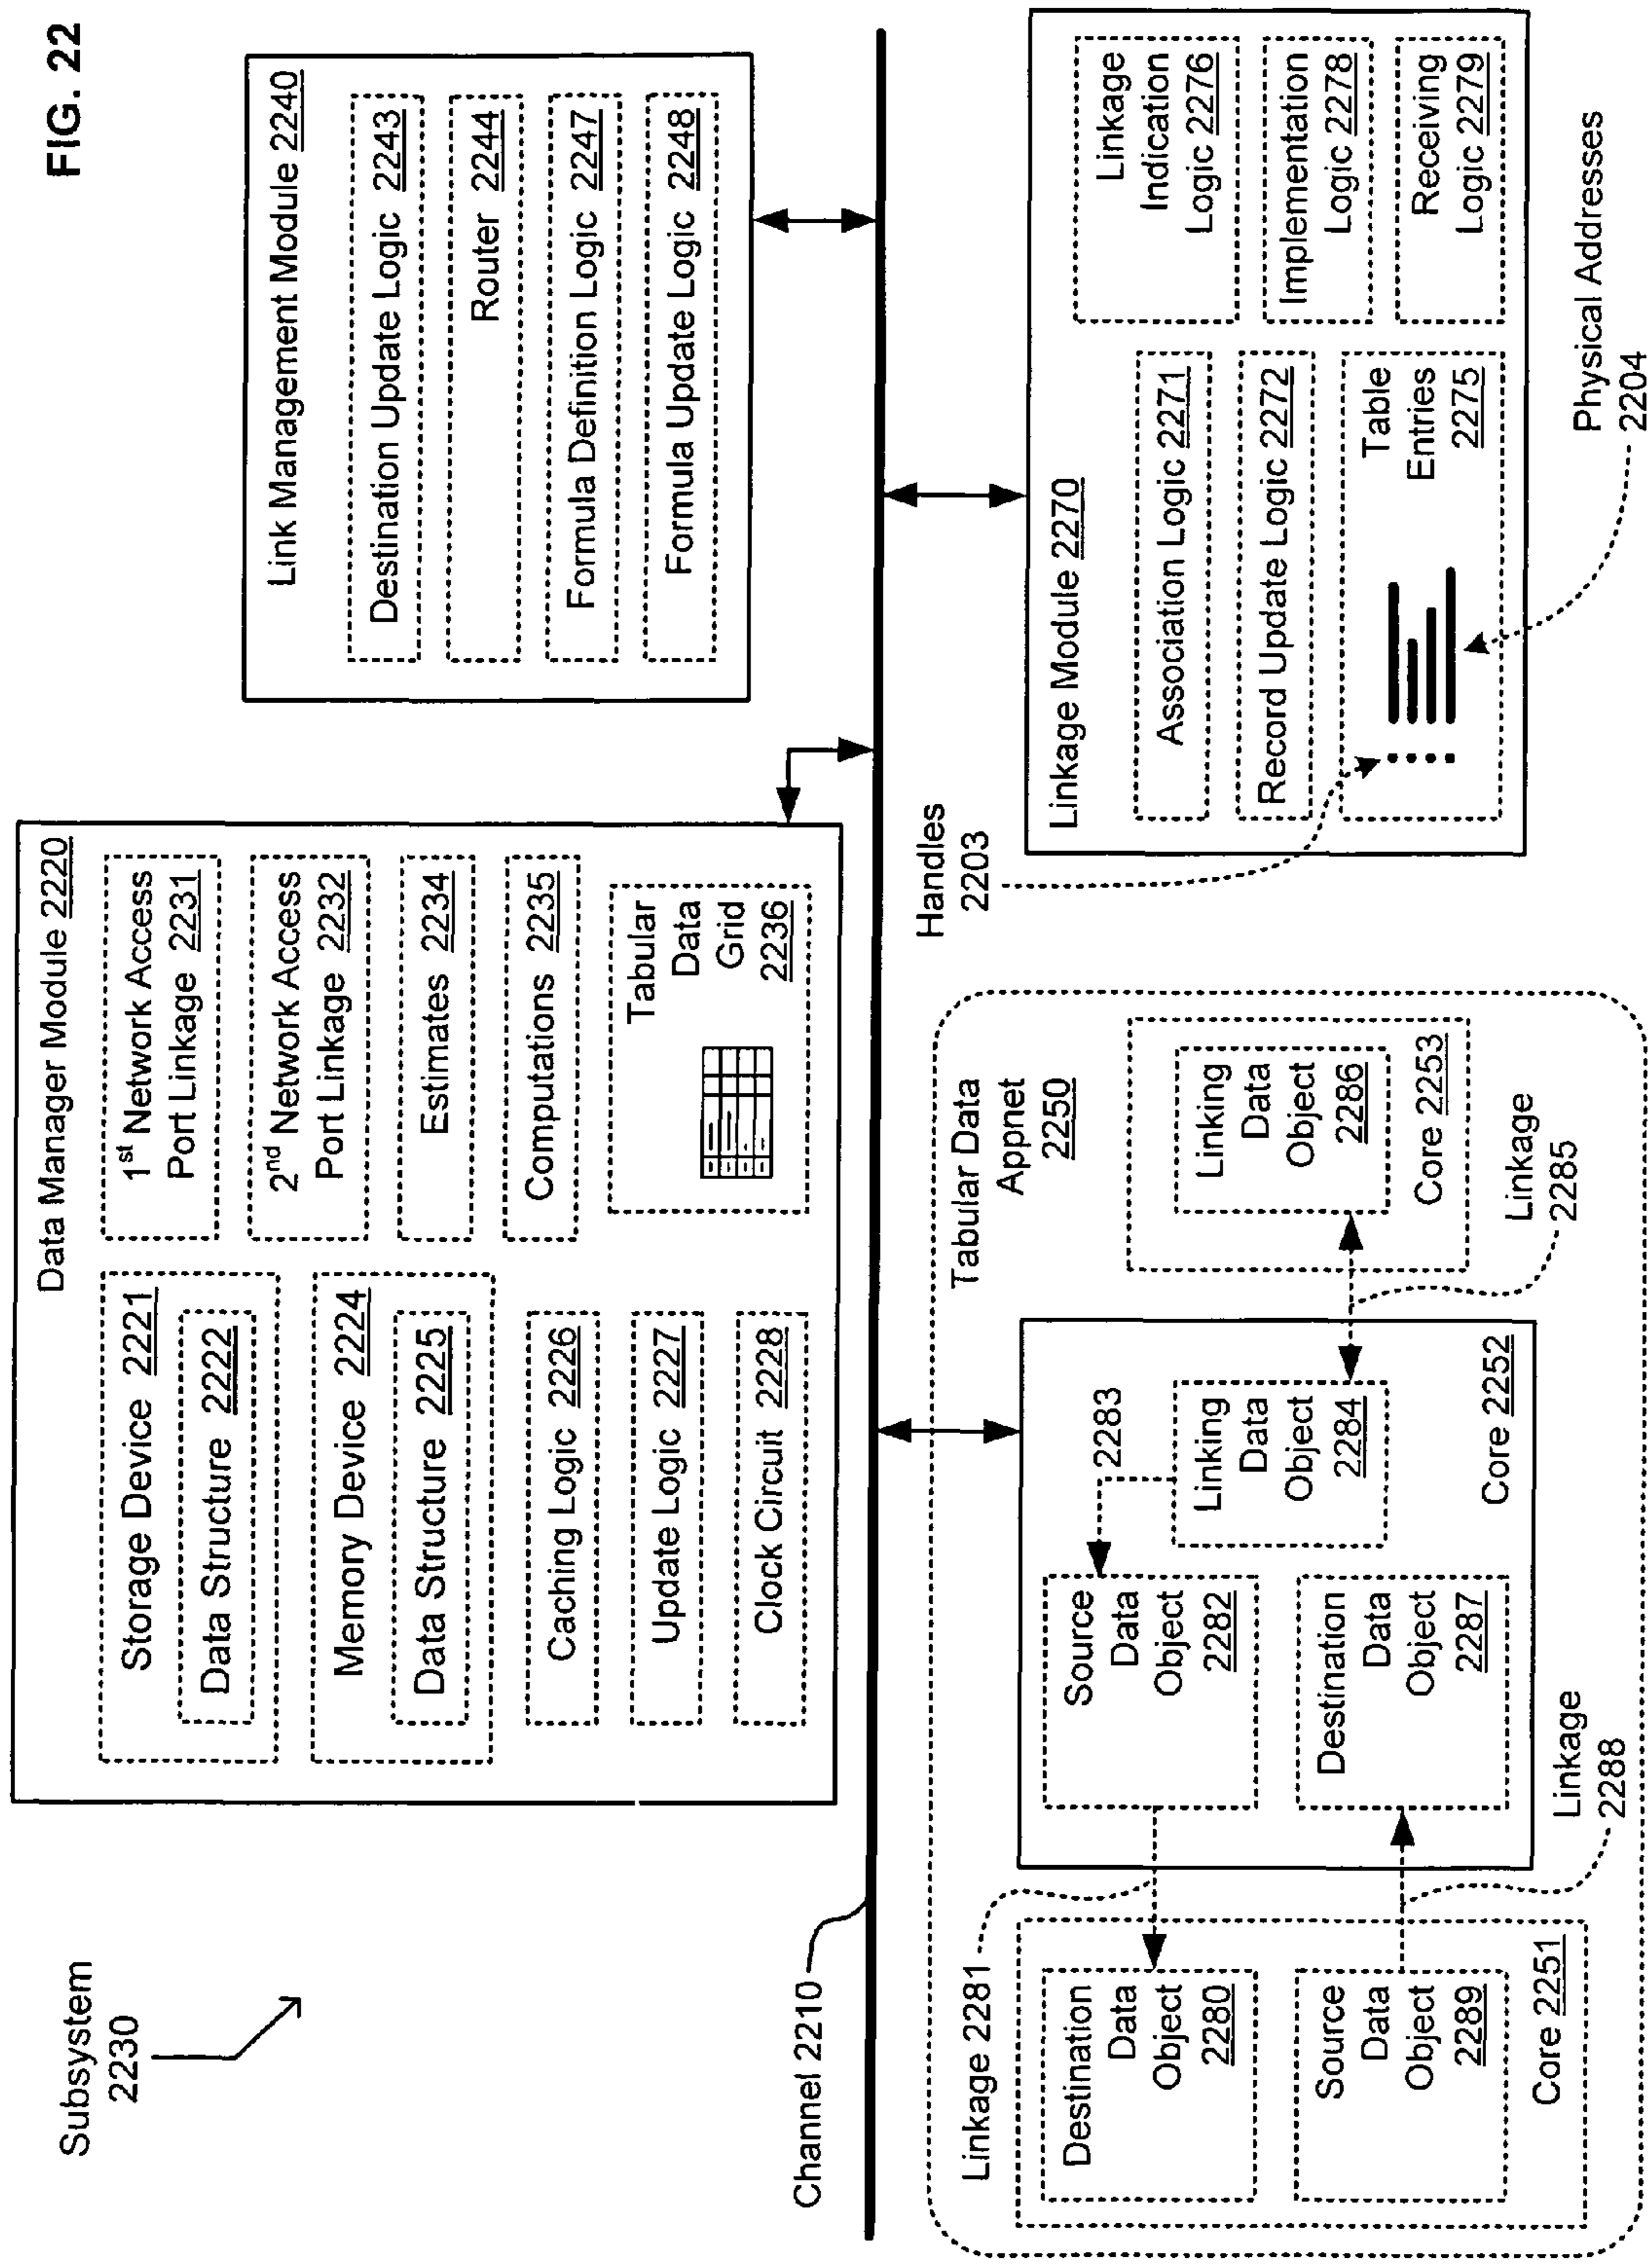 FIG. 22
Subsystem
2230
Data Manager Module 2220
Storage Device 2221
Data Structure 2222
Memory Device 2224
Data Structure 2225
Caching Logic 2226
Update Logic 2227
Clock Circuit 2228
1st Network Access
Port Linkage 2231
2nd Network Access
Port Linkage 2232
Estimates 2234
Computations 2235
Tabular
Data
Grid
2236
Link Management Module 2240
Destination Update Logic 2243
Router 2244
Formula Definition Logic 2247
Formula Update Logic 2248
Channel 2210
Tabular Data
Appnet
2250
Linkage 2281
Destination
Data
Object
2280
Source
Data
Object
2289
Core 2251
Source
Data
Object
2282
2283
Linking
Data
Object
2284
Destination
Data
Object
2287
Core 2252
Linkage
2288
Linking
Data
Object
2286
Core 2253
Linkage
2285
Handles
2203
Linkage Module 2270
Association Logic 2271
Record Update Logic 2272
Table
Entries
2275
Linkage
Indication
Logic 2276
Implementation
Logic 2278
Receiving
Logic 2279
Physical Addresses
2204